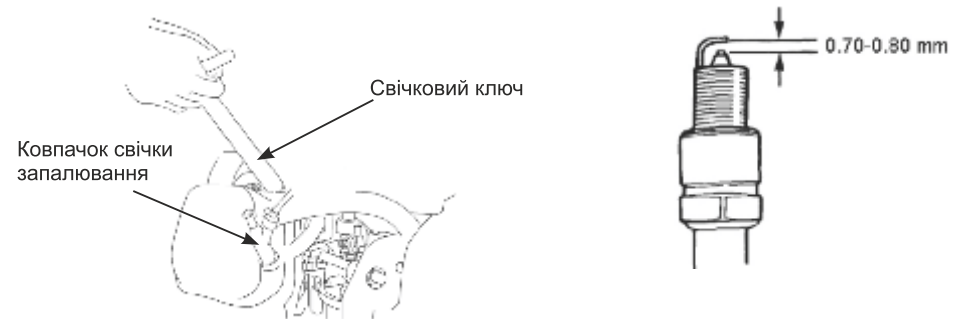 Свічковий ключ
Ковпачок свічки
запалювання
0.70-0.80 mm